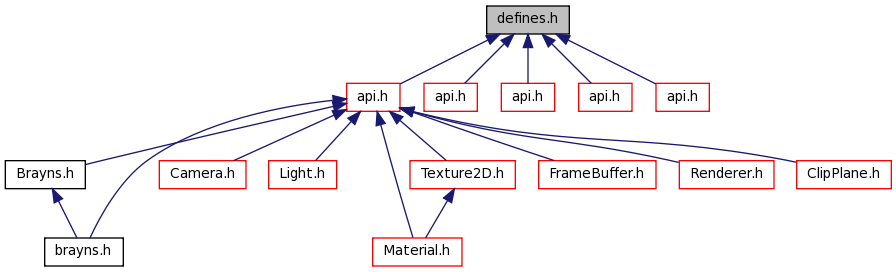 defines.h
api.h
api.h
api.h
api.h
api.h
Brayns.h
Camera.h
Light.h
Texture2D.h
FrameBuffer.h
Renderer.h
ClipPlane.h
brayns.h
Material.h